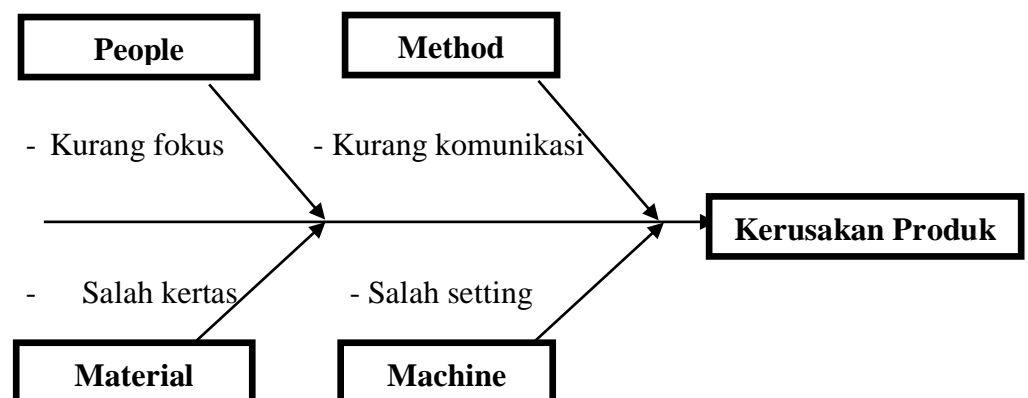 People
Method
- Kurang fokus
- Kurang komunikasi
Kerusakan Produk
- Salah kertas
- Salah setting
Material
Machine